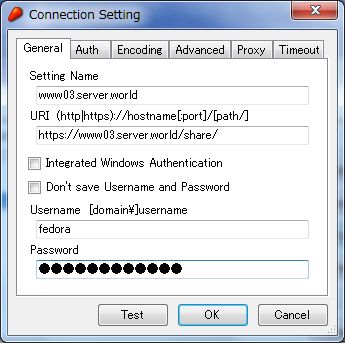 Connection Setting
General Auth Encoding Advanced Proxy Timeout
Setting Name
www03.server.world
URI (http|https)://hostname[:port]/[path/]
https://www03.server.world/share/
Integrated Windows Authentication
Don't save Username and Password
Username [domain¥]username
fedora
Password
●●●●●●●●●●●●
Test OK Cancel